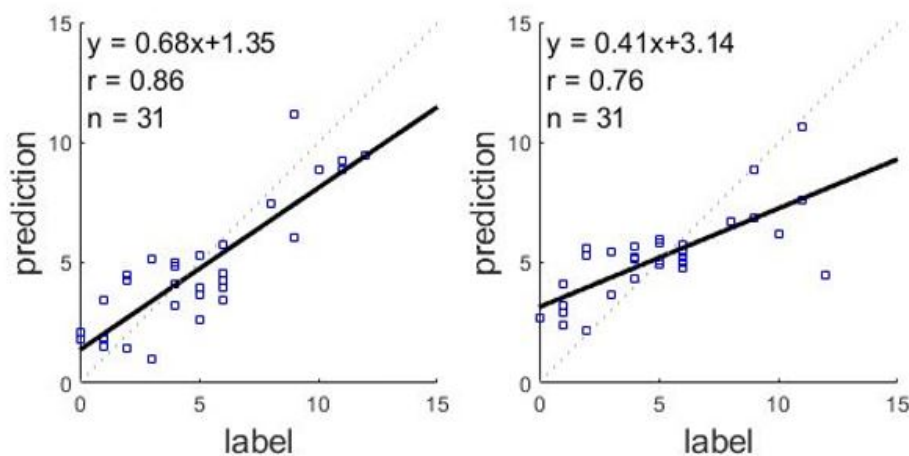 15
10
5
0
y = 0.68x+1.35
r = 0.86
n = 31
prediction
0
5
10
15
label
15
10
5
0
y = 0.41x+3.14
r = 0.76
n = 31
prediction
0
5
10
15
label